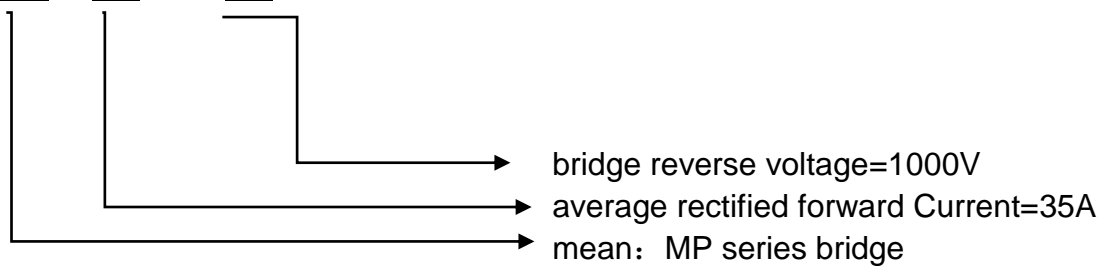 bridge reverse voltage=1000V
average rectified forward Current=35A
mean：MP series bridge